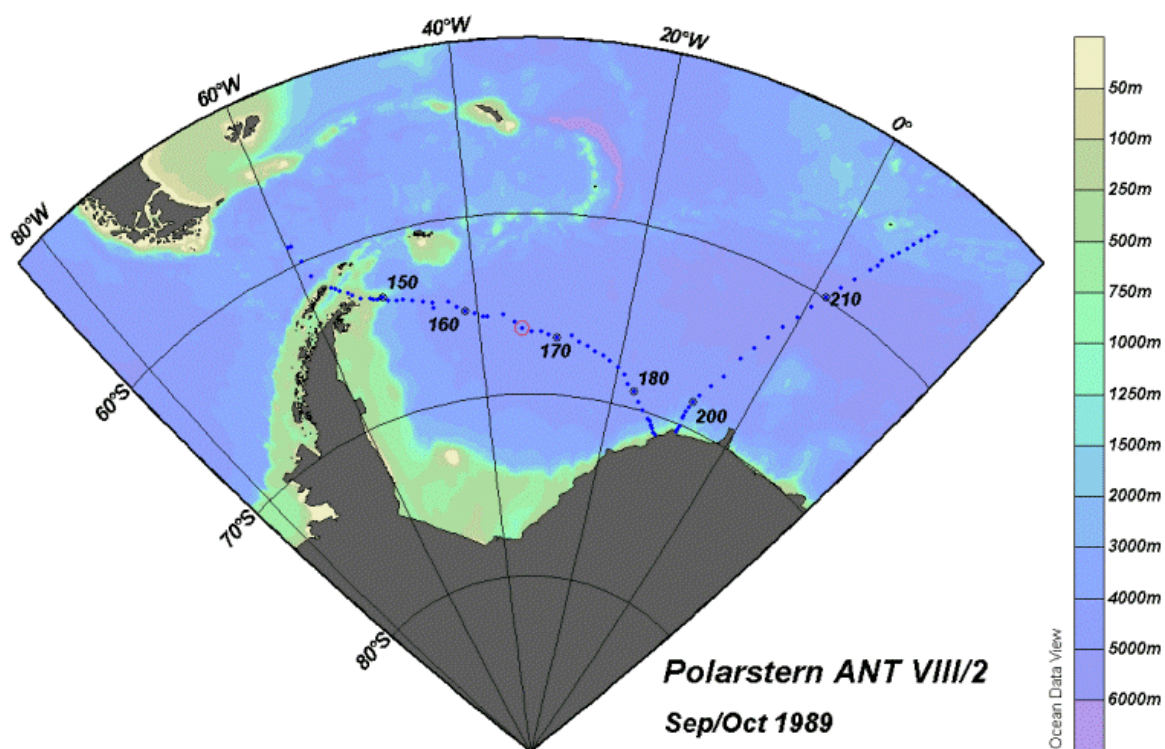 40°W
20°W
60°W
0°
80°W
150
160
170
180
200
210
60°S
70°S
80°S
Polarstern ANT VIII/2
Sep/Oct 1989
50m
100m
250m
500m
750m
1000m
1250m
1500m
2000m
3000m
4000m
5000m
6000m
Ocean Data View